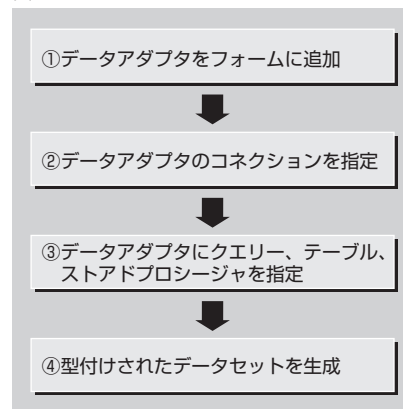 ①データアダプタをフォームに追加
②データアダプタのコネクションを指定
③データアダプタにクエリー、テーブル、
ストアドプロシージャを指定
④型付けされたデータセットを生成